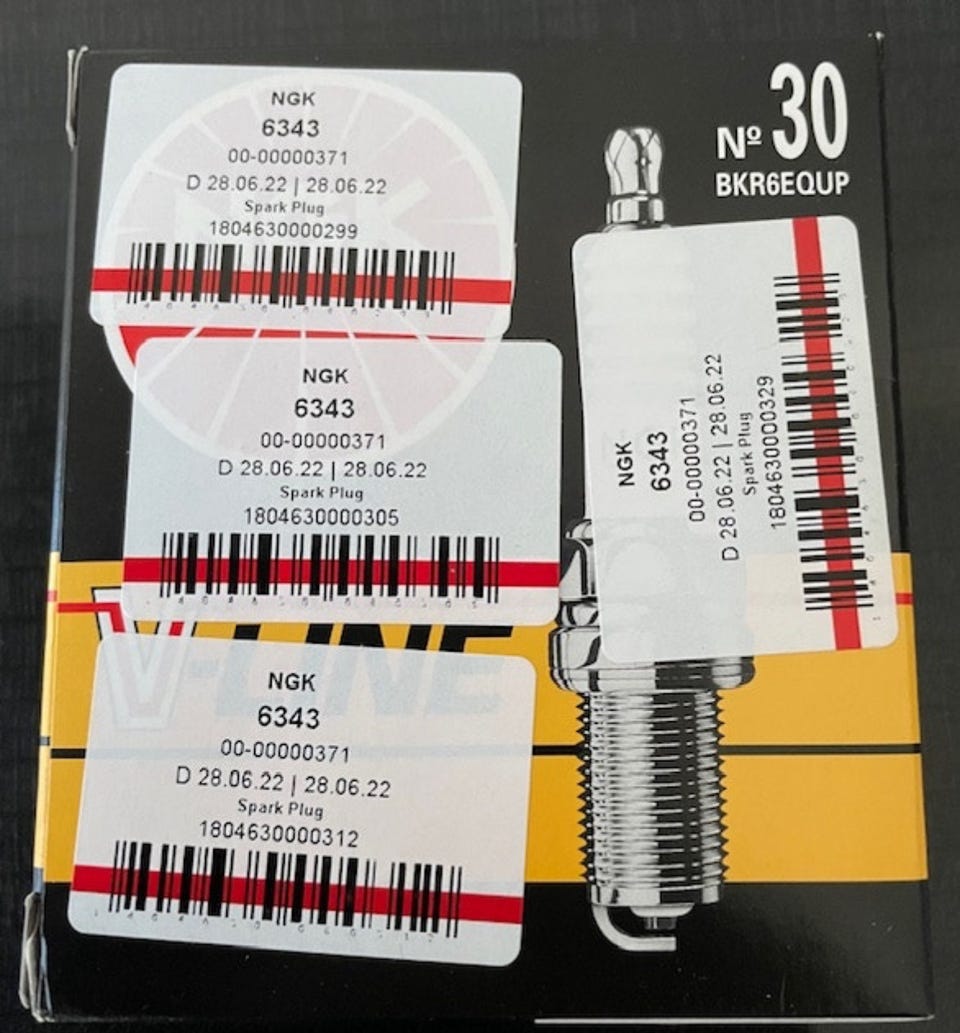 NGK
6343
00-00000371
D 28.06.22 | 28.06.22
Spark Plug
1804630000299
NGK
6343
00-00000371
D 28.06.22 | 28.06.22
Spark Plug
1804630000305
V-LINE
NGK
6343
00-00000371
D 28.06.22 | 28.06.22
Spark Plug
1804630000312
Nº 30
BKR6EQUP
NGK
6343
00-00000371
D 28.06.22 | 28.06.22
Spark Plug
1804630000329